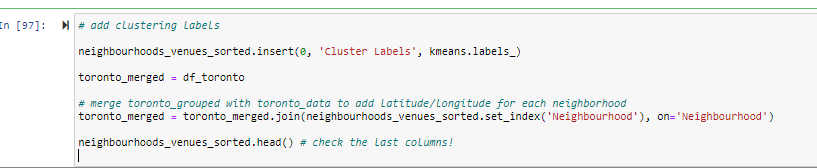 In [97]:
# add clustering labels
neighbourhoods_venues_sorted.insert(0, 'Cluster Labels', kmeans.labels_)
toronto_merged = df_toronto
# merge toronto_grouped with toronto_data to add latitude/longitude for each neighborhood
toronto_merged = toronto_merged.join(neighbourhoods_venues_sorted.set_index('Neighbourhood'), on='Neighbourhood')
neighbourhoods_venues_sorted.head() # check the last columns!